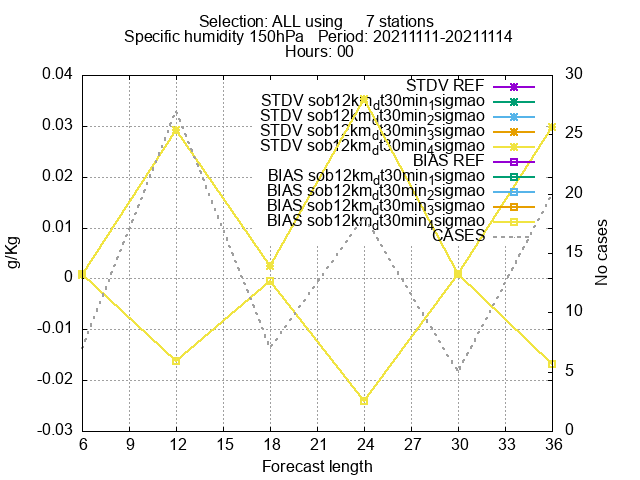 Selection: ALL using 7 stations
Specific humidity 150hPa Period: 20211111-20211114
Hours: 00
0.04
0.03
0.02
0.01
0
-0.01
-0.02
-0.03
g/Kg
30
25
20
15
10
5
0
No cases
STDV REF
STDV sob12km_dt30min_1sigmao
STDV sob12km_dt30min_2sigmao
STDV sob12km_dt30min_3sigmao
STDV sob12km_dt30min_4sigmao
BIAS REF
BIAS sob12km_dt30min_1sigmao
BIAS sob12km_dt30min_2sigmao
BIAS sob12km_dt30min_3sigmao
BIAS sob12km_dt30min_4sigmao
CASES
6 9 12 15 18 21 24 27 30 33 36
Forecast length